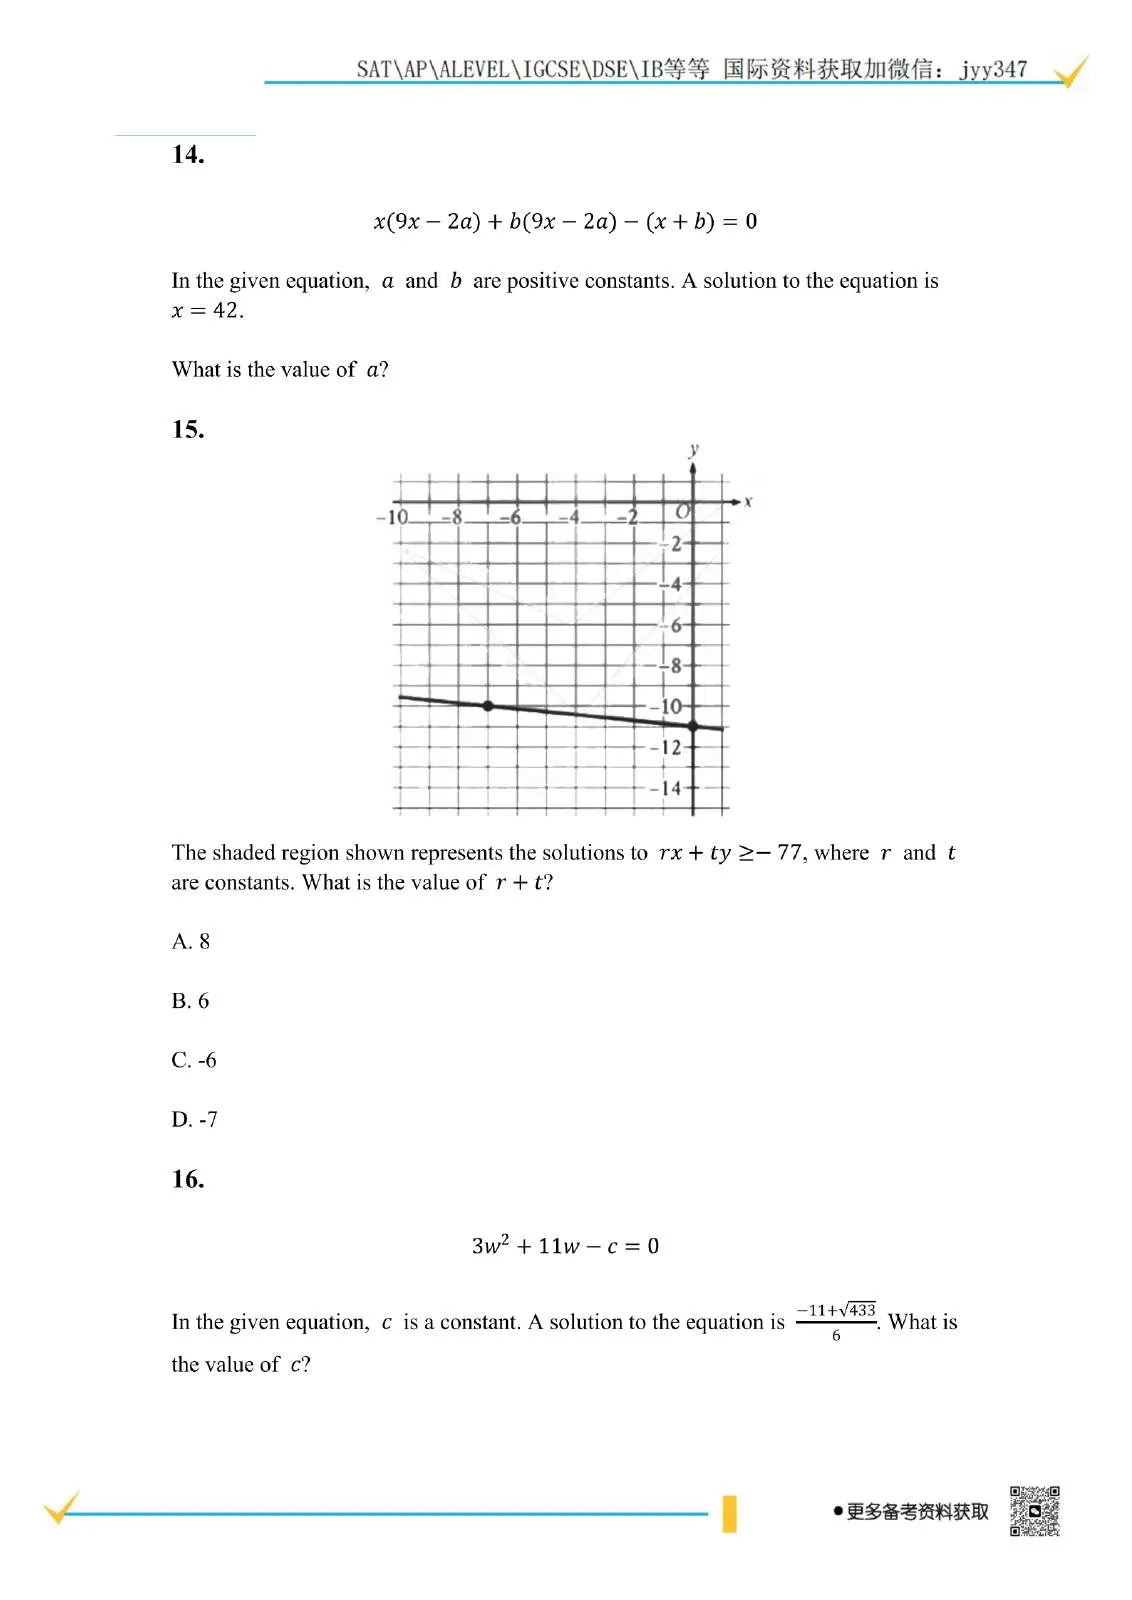 SAT\AP\ALEVEL\IGCSE\DSE\IB等等 国际资料获取加微信：jyy347
14.
x(9x − 2a) + b(9x − 2a) − (x + b) = 0
In the given equation, a and b are positive constants. A solution to the equation is
x = 42.
What is the value of a?
15.
y
x
-10 -8 -6 -4 -2 O
-2
-4
-6
-8
-10
-12
-14
The shaded region shown represents the solutions to rx + ty ≥− 77, where r and t
are constants. What is the value of r + t?
A. 8
B. 6
C. -6
D. -7
16.
3w² + 11w − c = 0
In the given equation, c is a constant. A solution to the equation is (−11+√433)/6. What is
the value of c?
●更多备考资料获取